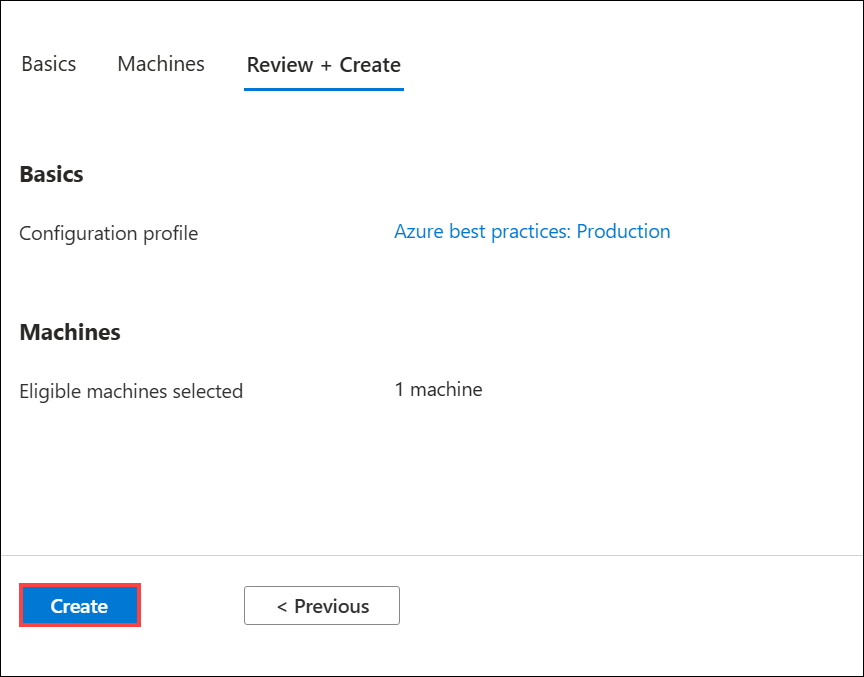 Basics Machines Review + Create
Basics
Configuration profile Azure best practices: Production
Machines
Eligible machines selected 1 machine
Create < Previous